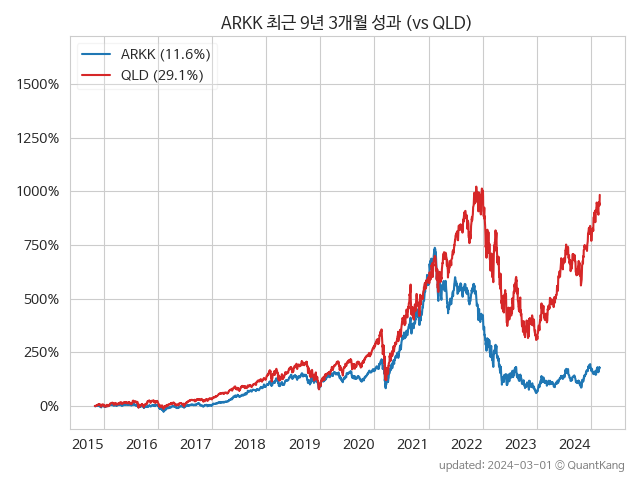 ARKK 최근 9년 3개월 성과 (vs QLD)
ARKK (11.6%)
QLD (29.1%)
1500%
1250%
1000%
750%
500%
250%
0%
2015 2016 2017 2018 2019 2020 2021 2022 2023 2024
updated: 2024-03-01 © QuantKang